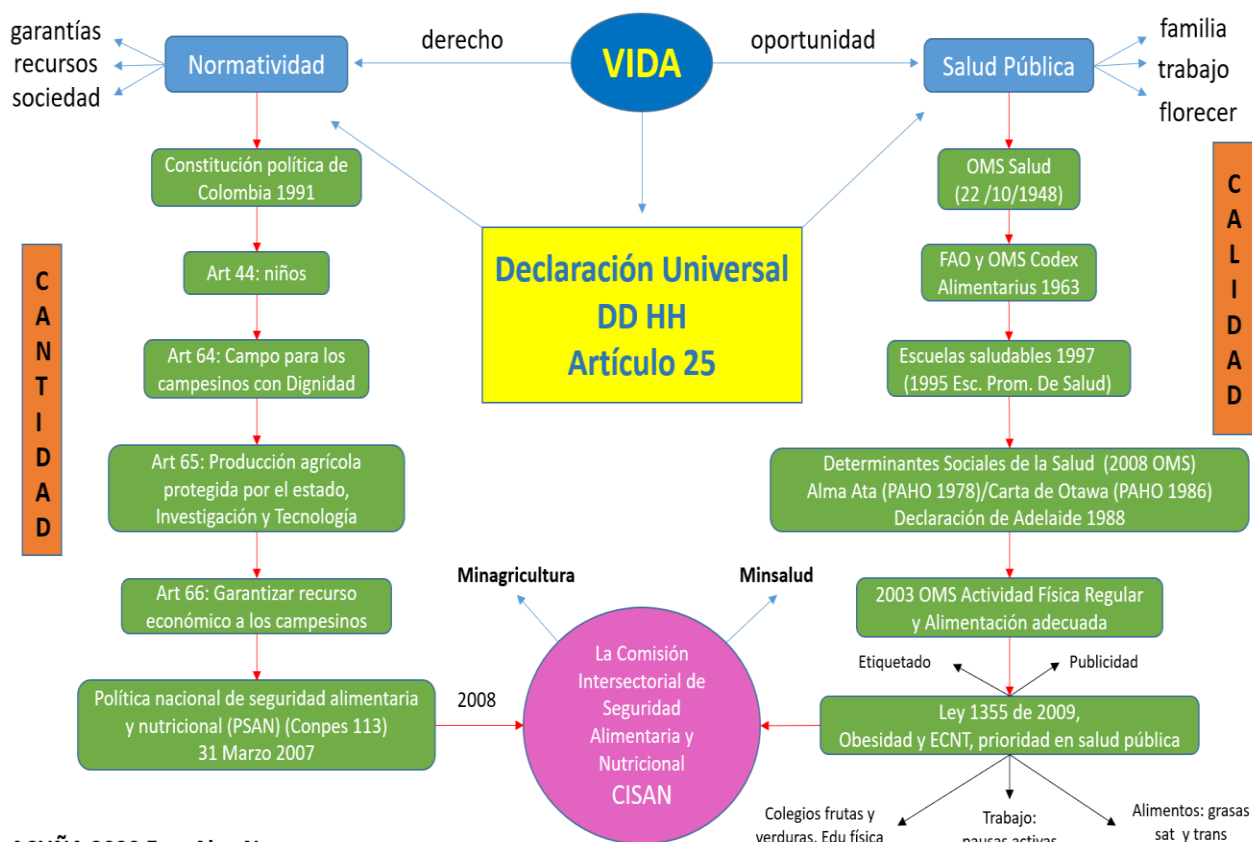 garantías
recursos
sociedad
Normatividad
derecho
VIDA
oportunidad
Salud Pública
familia
trabajo
florecer
Constitución política de
Colombia 1991
Art 44: niños
Art 64: Campo para los
campesinos con Dignidad
Art 65: Producción agrícola
protegida por el estado,
Investigación y Tecnología
Art 66: Garantizar recurso
económico a los campesinos
Política nacional de seguridad alimentaria
y nutricional (PSAN) (Conpes 113)
31 Marzo 2007
CANTIDAD
Declaración Universal
DD HH
Artículo 25
OMS Salud
(22 /10/1948)
FAO y OMS Codex
Alimentarius 1963
Escuelas saludables 1997
(1995 Esc. Prom. De Salud)
Determinantes Sociales de la Salud (2008 OMS)
Alma Ata (PAHO 1978)/Carta de Otawa (PAHO 1986)
Declaración de Adelaide 1988
2003 OMS Actividad Física Regular
y Alimentación adecuada
CALIDAD
Etiquetado
Publicidad
Ley 1355 de 2009,
Obesidad y ECNT, prioridad en salud pública
Colegios frutas y
verduras. Edu física
Trabajo:
pausas activas
Alimentos: grasas
sat y trans
Minagricultura
Minsalud
2008
La Comisión
Intersectorial de
Seguridad
Alimentaria y
Nutricional
CISAN